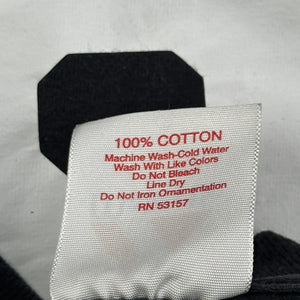 100% COTTON
Machine Wash-Cold Water
Wash With Like Colors
Do Not Bleach
Line Dry
Do Not Iron Ornamentation
RN 53157